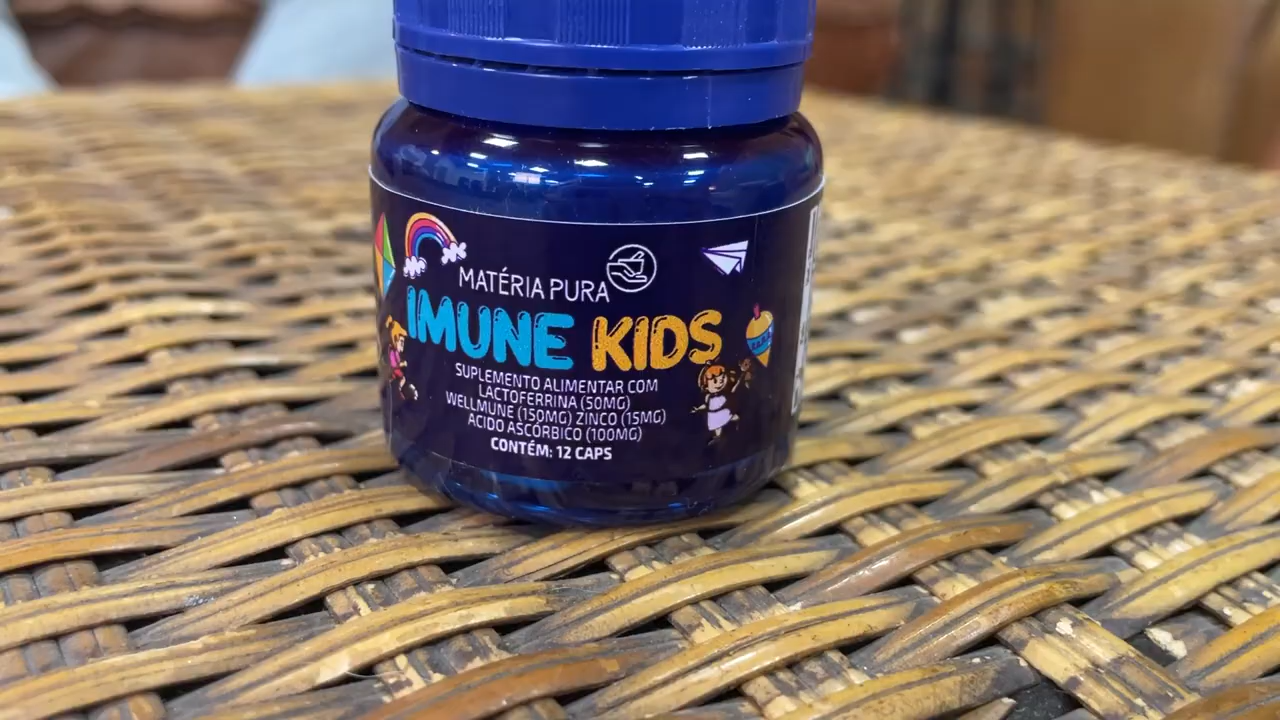 MATÉRIA PURA
IMUNE KIDS
SUPLEMENTO ALIMENTAR COM
LACTOFERRINA (50MG)
WELLMUNE (150MG) ZINCO (15MG)
ACIDO ASCÓRBICO (100MG)
CONTÉM: 12 CAPS